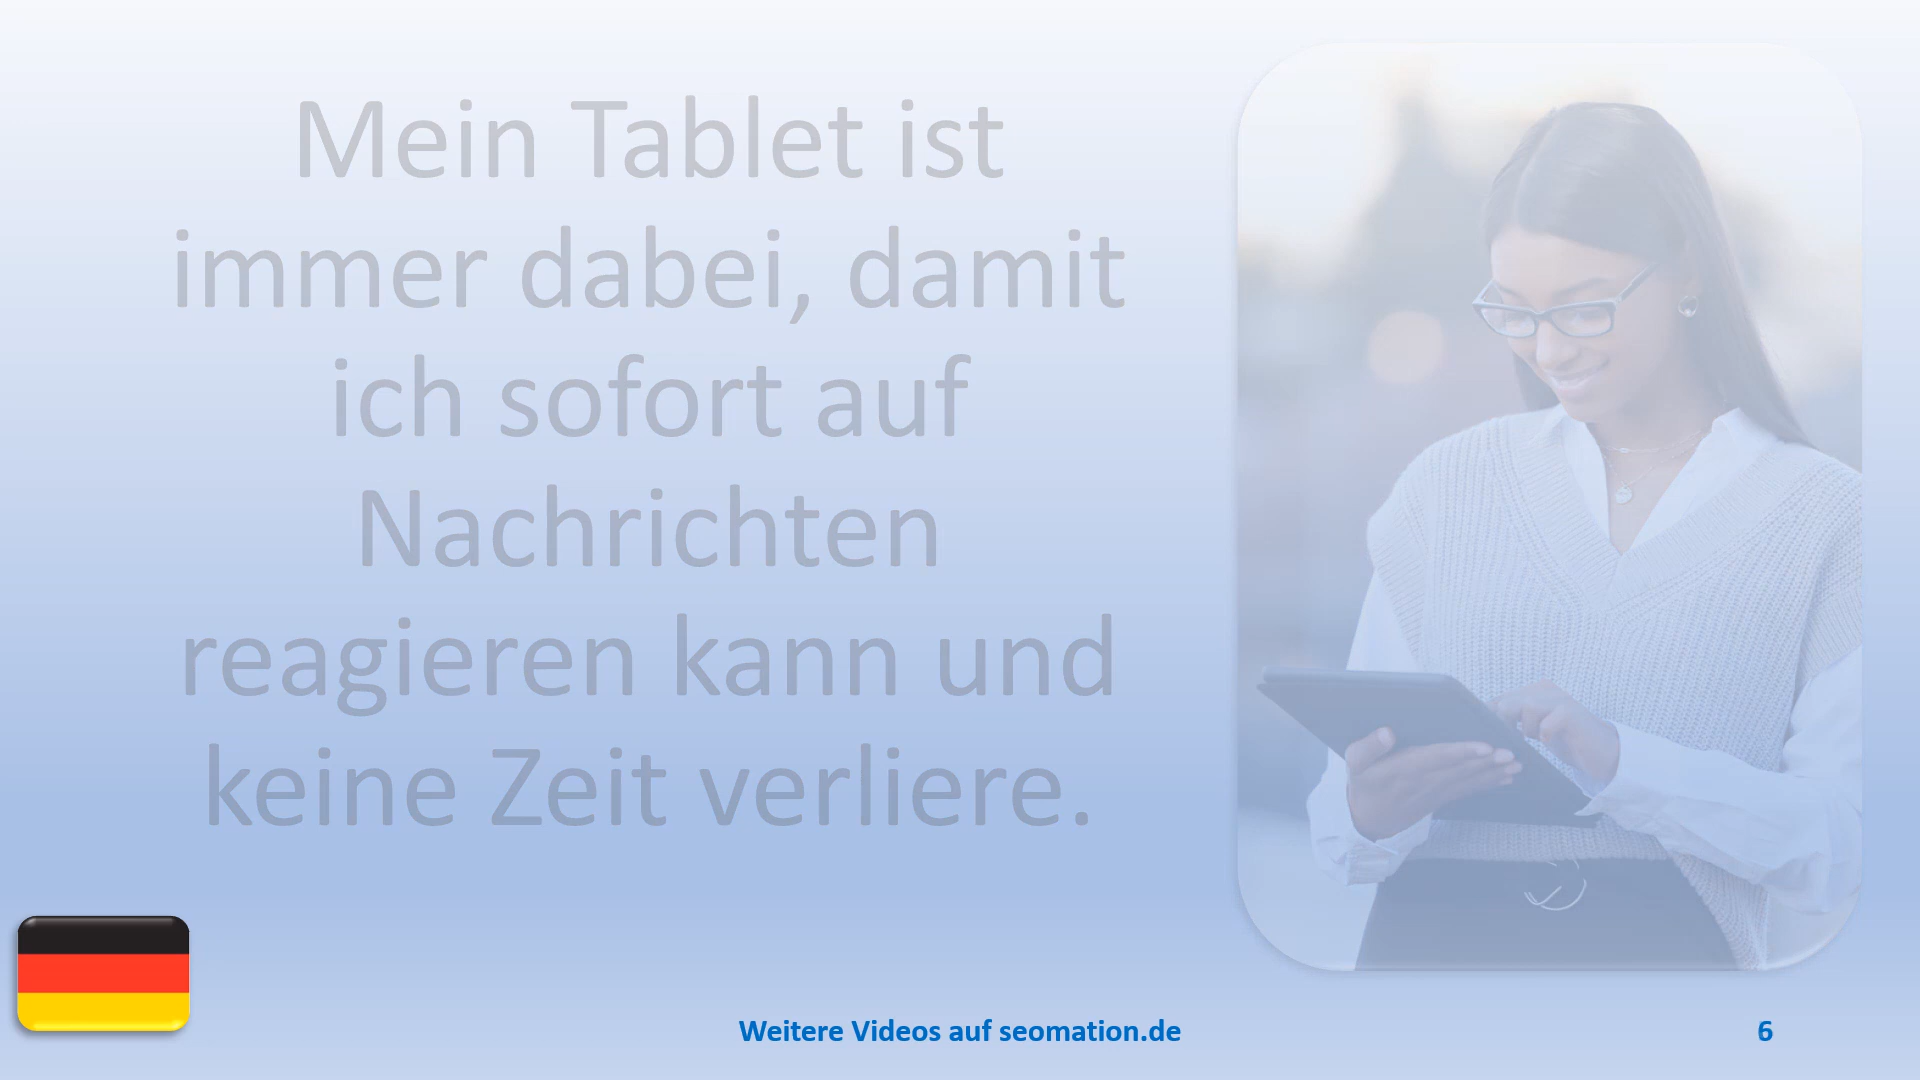 Mein Tablet ist
immer dabei, damit
ich sofort auf
Nachrichten
reagieren kann und
keine Zeit verliere.
Weitere Videos auf seomation.de
6